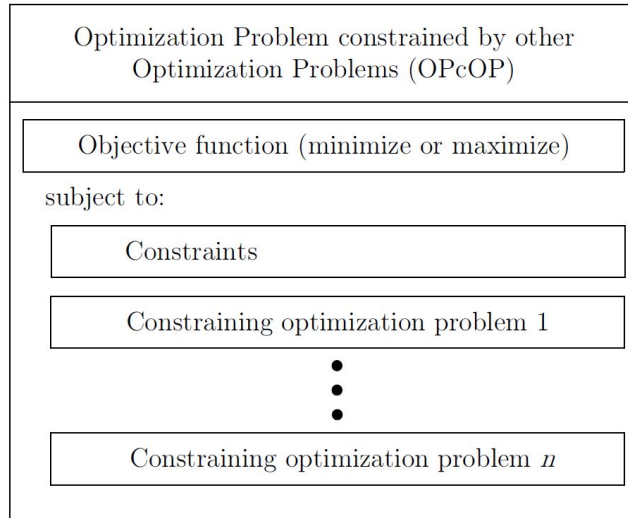 Optimization Problem constrained by other
Optimization Problems (OPcOP)
Objective function (minimize or maximize)
subject to:
Constraints
Constraining optimization problem 1
Constraining optimization problem n